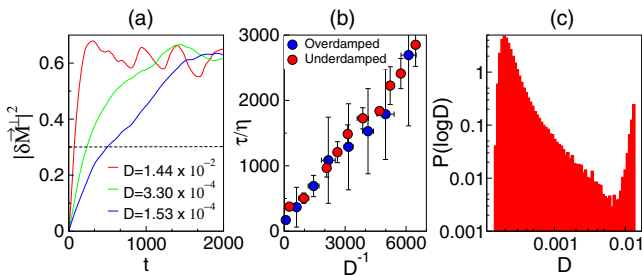 (a)
(b)
(c)
|δM⃗^⊥|²
0.6
0.4
0.2
0
D=1.44 x 10⁻²
D=3.30 x 10⁻⁴
D=1.53 x 10⁻⁴
0
1000
2000
t
τ/η
3000
2000
1000
0
Overdamped
Underdamped
0
3000
6000
D⁻¹
P(logD)
1
0.1
0.01
0.001
0.001
0.01
D